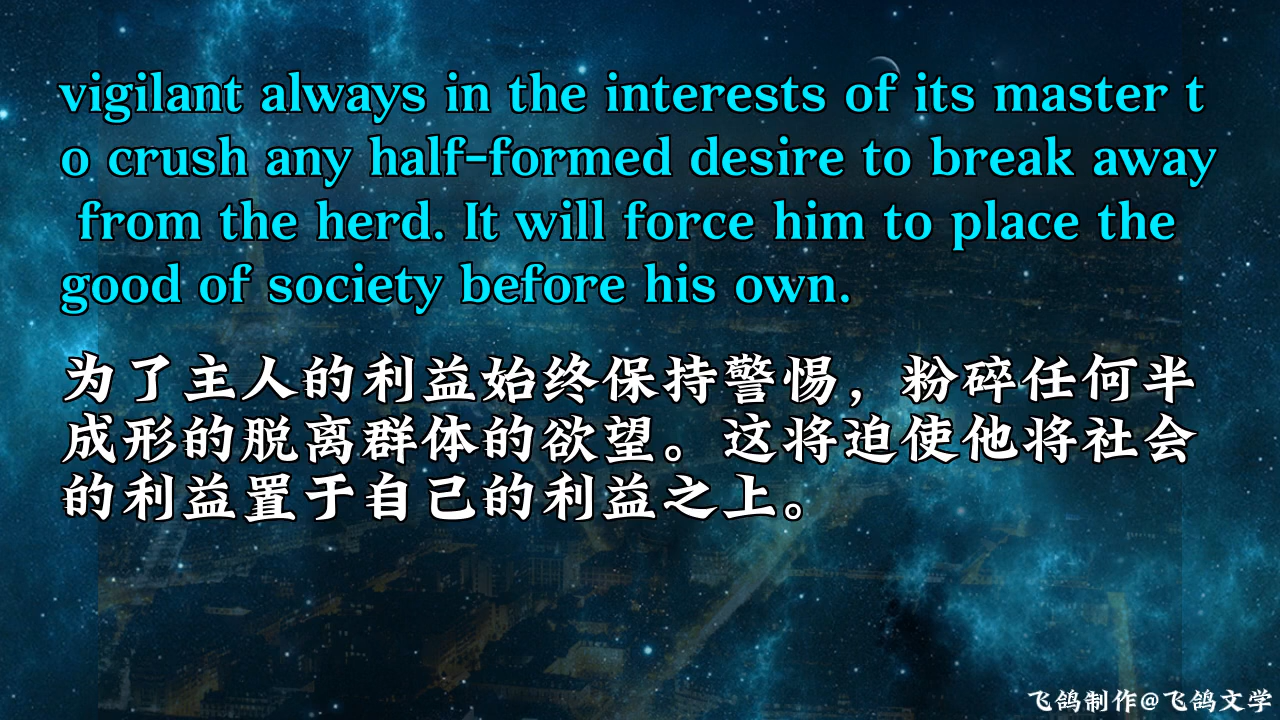 vigilant always in the interests of its master t
o crush any half-formed desire to break away
from the herd. It will force him to place the
good of society before his own.
为了主人的利益始终保持警惕，粉碎任何半
成形的脱离群体的欲望。这将迫使他将社会
的利益置于自己的利益之上。
飞鸽制作@飞鸽文学